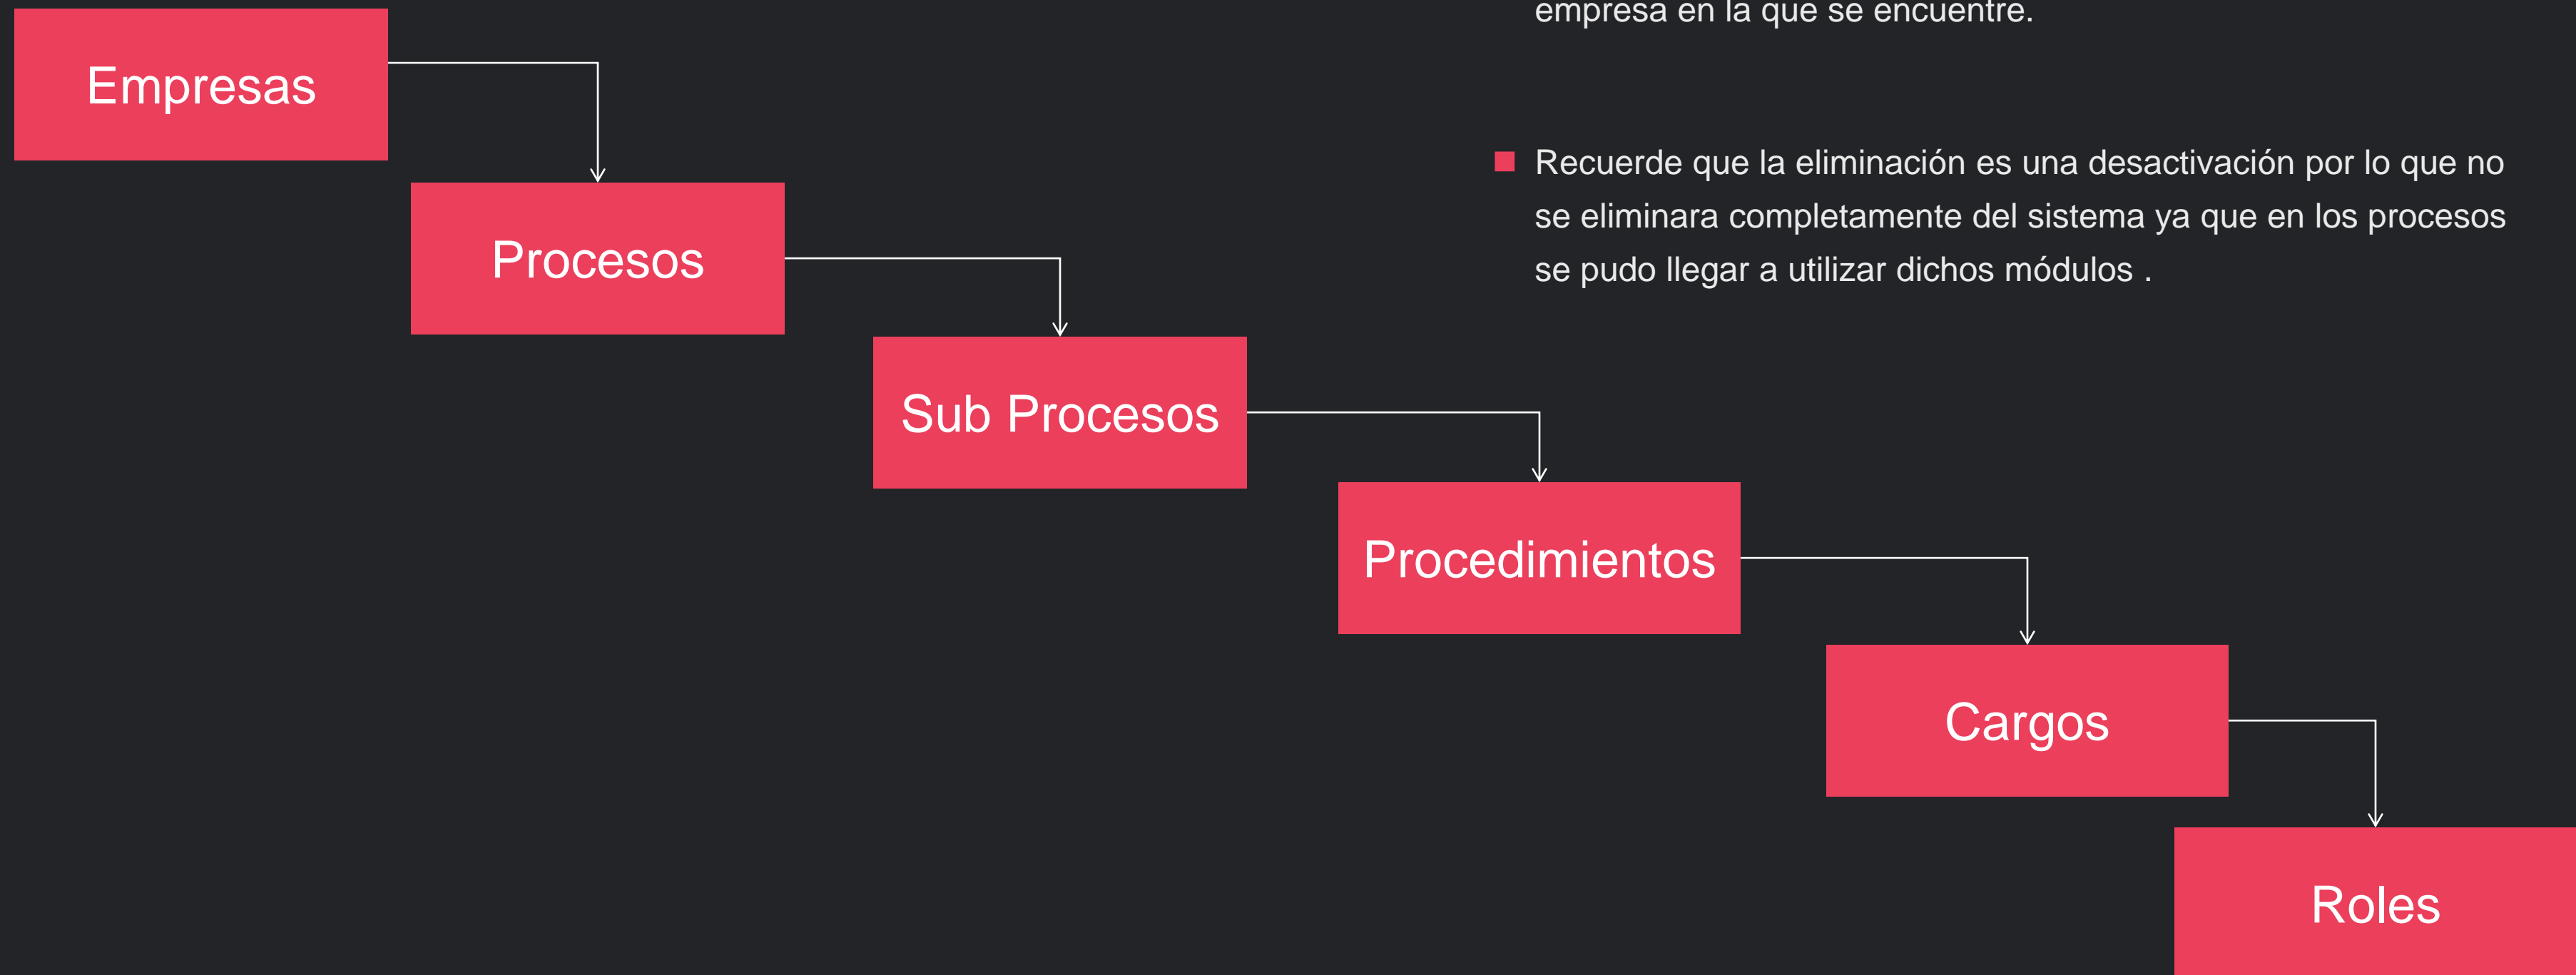 empresa en la que se encuentre.
Empresas
Recuerde que la eliminación es una desactivación por lo que no
se eliminara completamente del sistema ya que en los procesos
se pudo llegar a utilizar dichos módulos .
Procesos
Sub Procesos
Procedimientos
Cargos
Roles